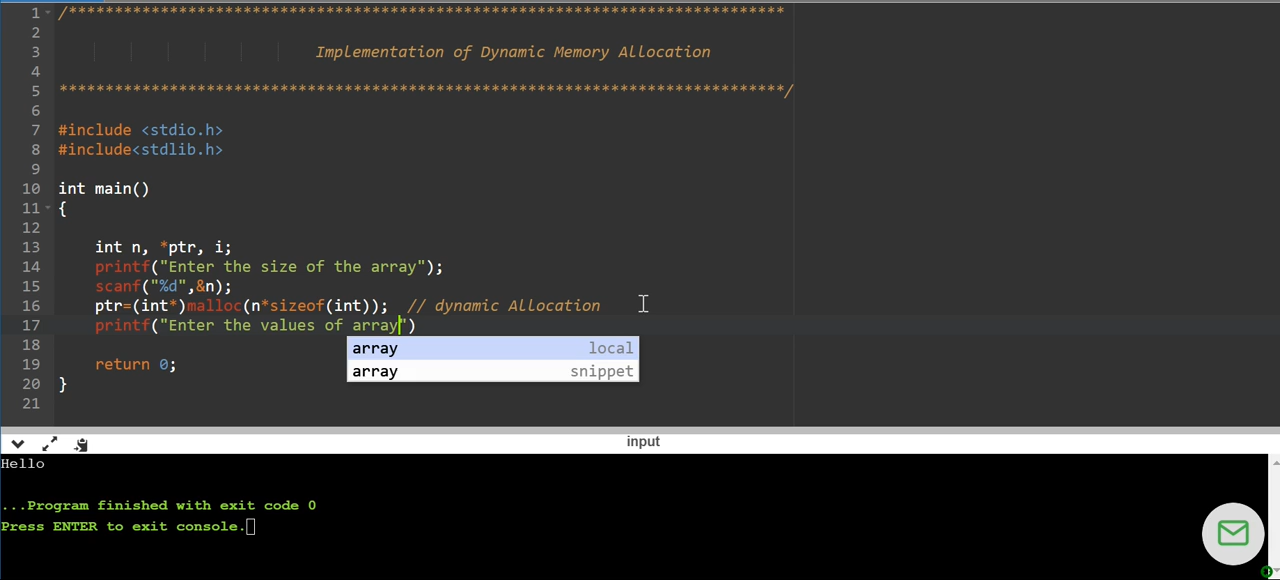 1 /******************************************************************************
2
3 Implementation of Dynamic Memory Allocation
4
5 *******************************************************************************/
6
7 #include <stdio.h>
8 #include<stdlib.h>
9
10 int main()
11 {
12
13 int n, *ptr, i;
14 printf("Enter the size of the array");
15 scanf("%d",&n);
16 ptr=(int*)malloc(n*sizeof(int)); // dynamic Allocation
17 printf("Enter the values of array")
18 array local
19 return 0; array snippet
20 }
21
input
Hello
...Program finished with exit code 0
Press ENTER to exit console.